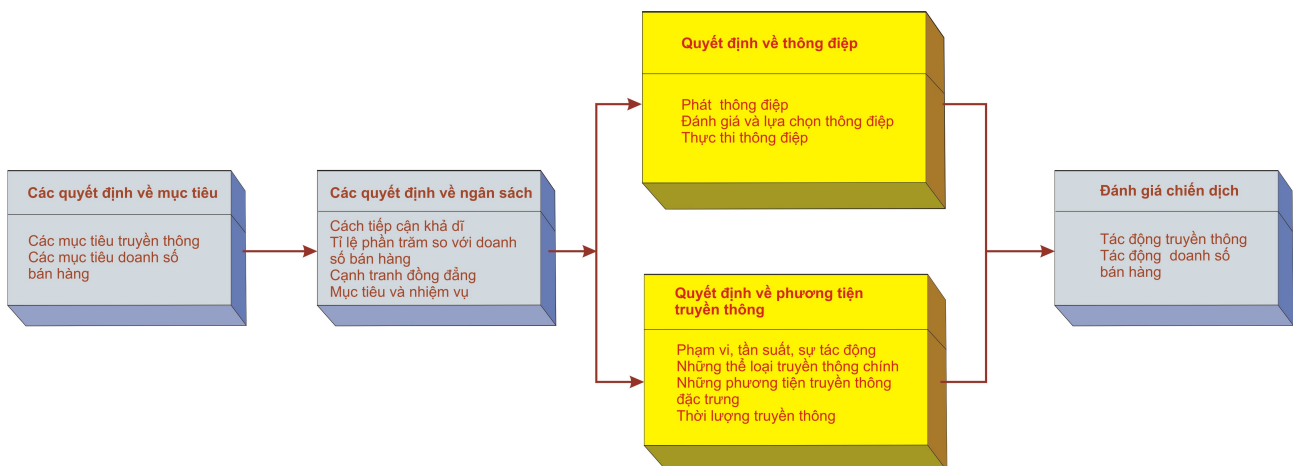 Các quyết định về mục tiêu
Các mục tiêu truyền thông
Các mục tiêu doanh số
bán hàng
Các quyết định về ngân sách
Cách tiếp cận khả dĩ
Tỉ lệ phần trăm so với doanh
số bán hàng
Cạnh tranh đồng đẳng
Mục tiêu và nhiệm vụ
Quyết định về thông điệp
Phát thông điệp
Đánh giá và lựa chọn thông điệp
Thực thi thông điệp
Quyết định về phương tiện
truyền thông
Phạm vi, tần suất, sự tác động
Những thể loại truyền thông chính
Những phương tiện truyền thông
đặc trưng
Thời lượng truyền thông
Đánh giá chiến dịch
Tác động truyền thông
Tác động doanh số
bán hàng